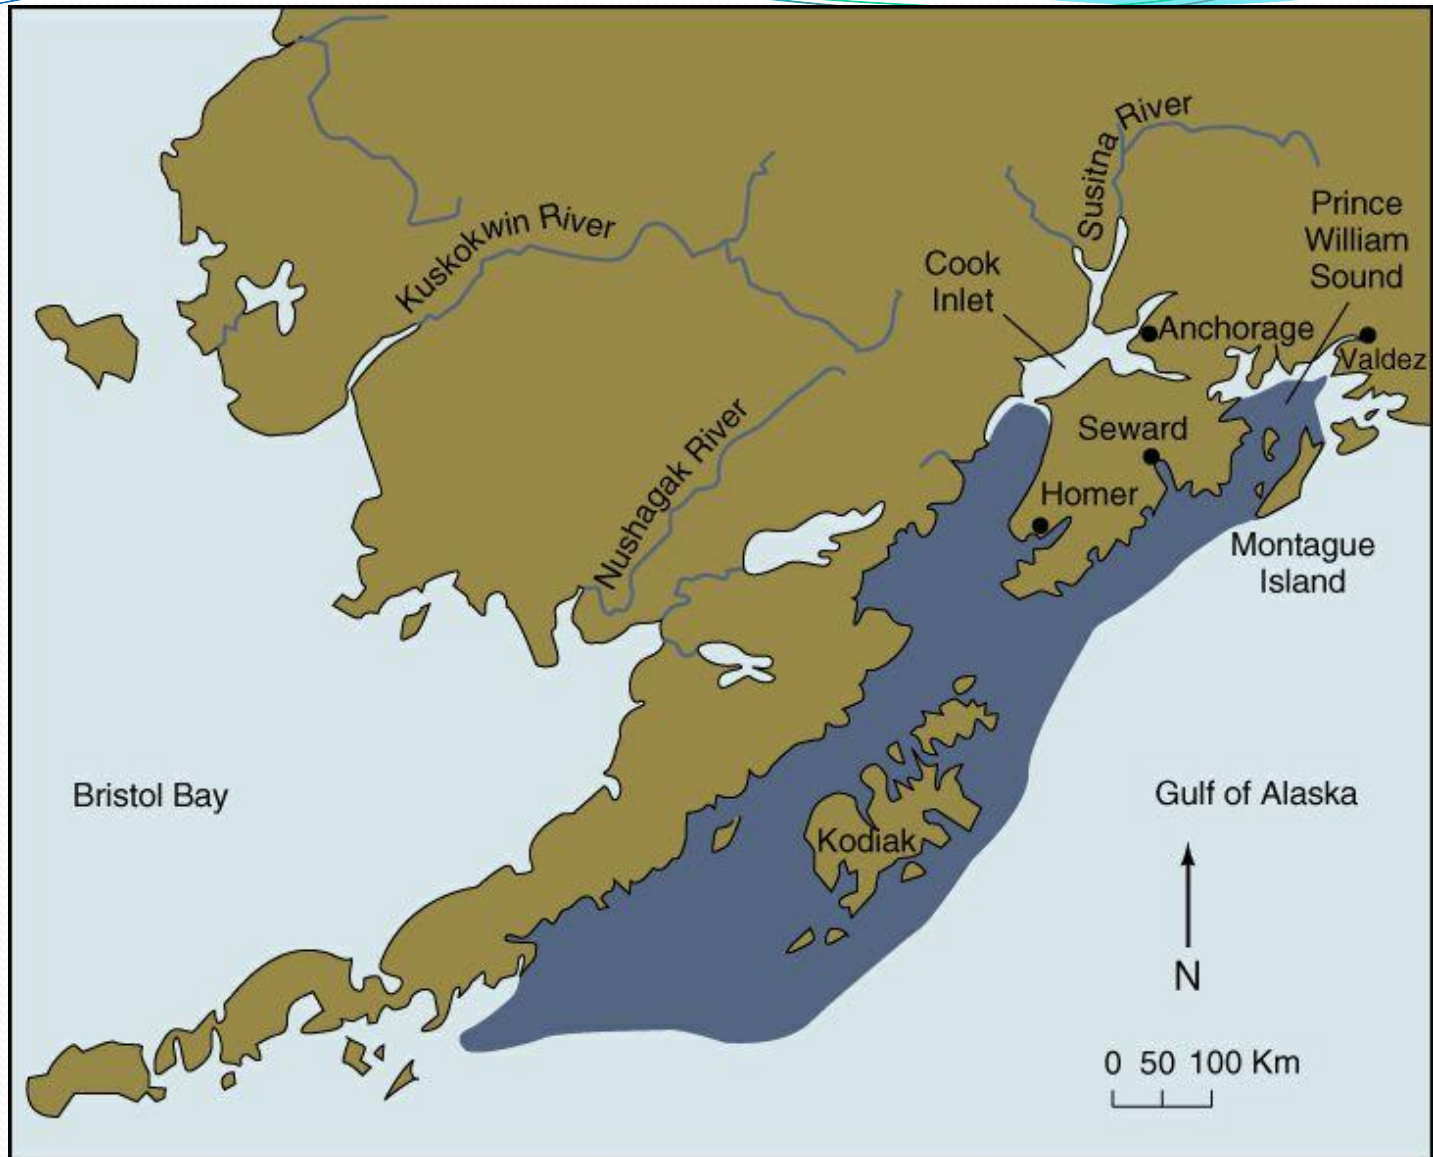 Susitna River
Prince
William
Sound
Kuskokwin River
Cook
Inlet
Anchorage
Valdez
Nushagak River
Seward
Homer
Montague
Island
Bristol Bay
Gulf of Alaska
Kodiak
N
0 50 100 Km